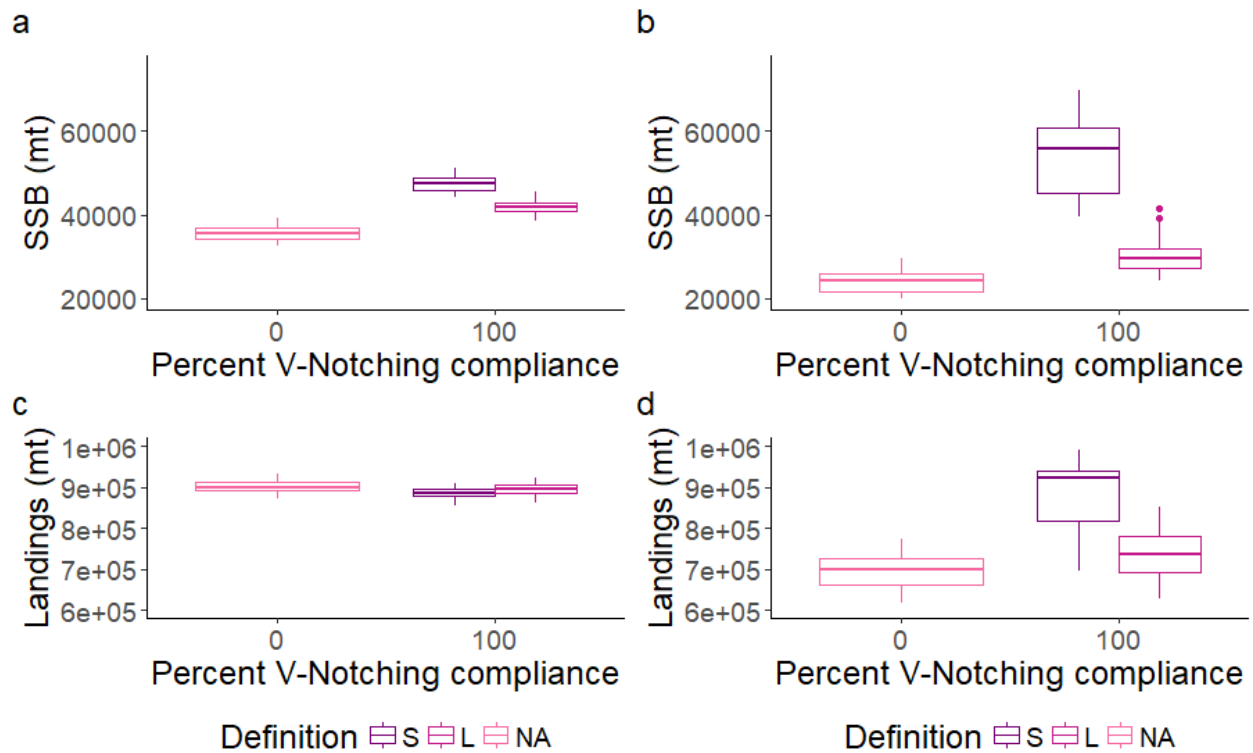 a
SSB (mt)
60000
40000
20000
0
100
Percent V-Notching compliance
b
SSB (mt)
60000
40000
20000
0
100
Percent V-Notching compliance
c
Landings (mt)
1e+06
9e+05
8e+05
7e+05
6e+05
0
100
Percent V-Notching compliance
d
Landings (mt)
1e+06
9e+05
8e+05
7e+05
6e+05
0
100
Percent V-Notching compliance
Definition S L NA
Definition S L NA